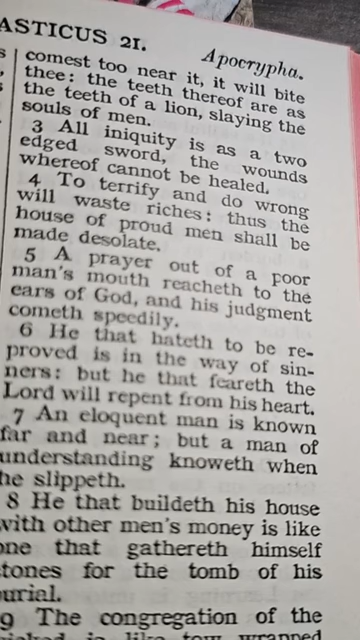 ASTICUS 21.
Apocrypha.
comest too near it, it will bite
thee: the teeth thereof are as
the teeth of a lion, slaying the
souls of men.
3 All iniquity is as a two
edged sword, the wounds
whereof cannot be healed.
4 To terrify and do wrong
will waste riches: thus the
house of proud men shall be
made desolate.
5 A prayer out of a poor
man's mouth reacheth to the
ears of God, and his judgment
cometh speedily.
6 He that hateth to be re-
proved is in the way of sin-
ners: but he that feareth the
Lord will repent from his heart.
7 An eloquent man is known
far and near; but a man of
understanding knoweth when
he slippeth.
8 He that buildeth his house
with other men's money is like
one that gathereth himself
tones for the tomb of his
urial.
9 The congregation of the
is like tow wrapped